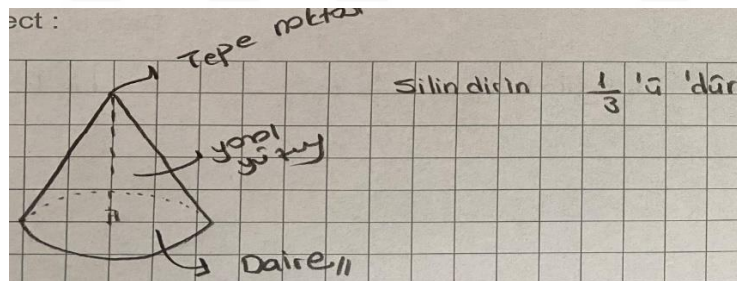 ect :
Tepe noktası
Silindirin 1/3 'ü 'dür
yanal
yüzey
Daire